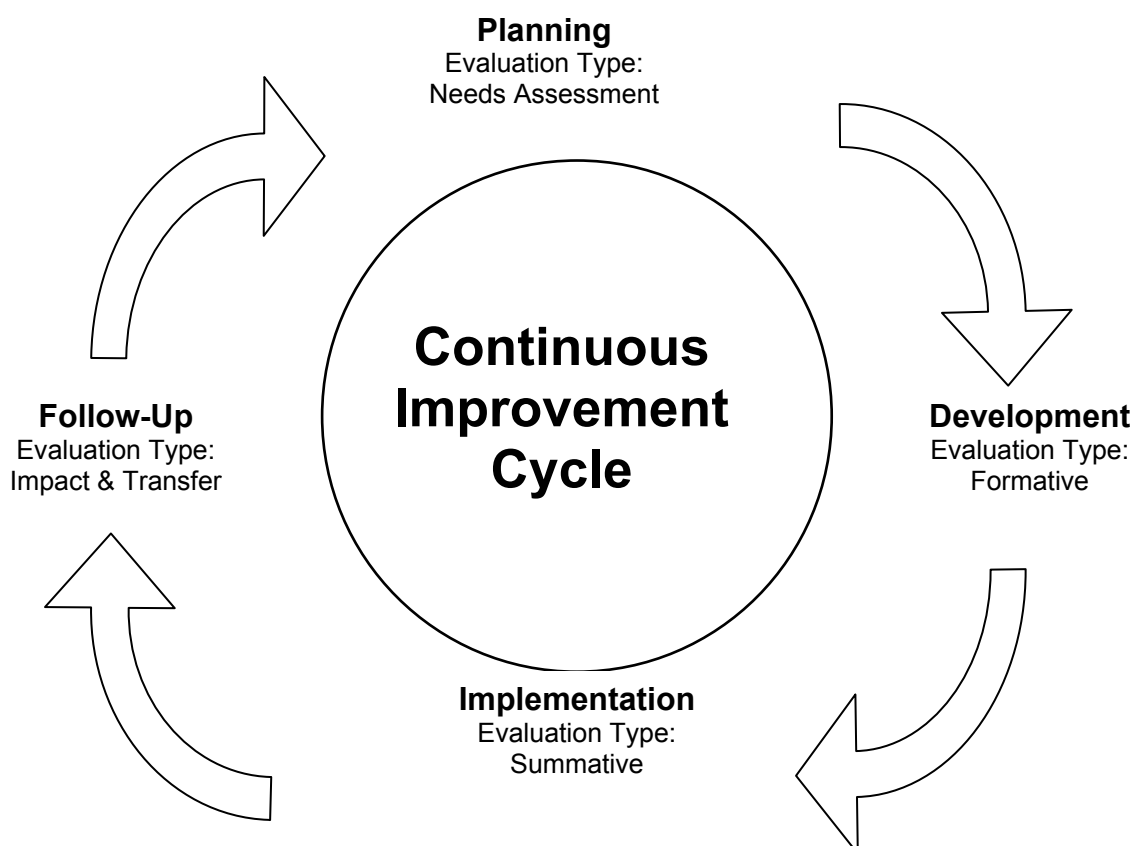 Planning
Evaluation Type:
Needs Assessment
Continuous
Improvement
Cycle
Follow-Up
Evaluation Type:
Impact & Transfer
Development
Evaluation Type:
Formative
Implementation
Evaluation Type:
Summative